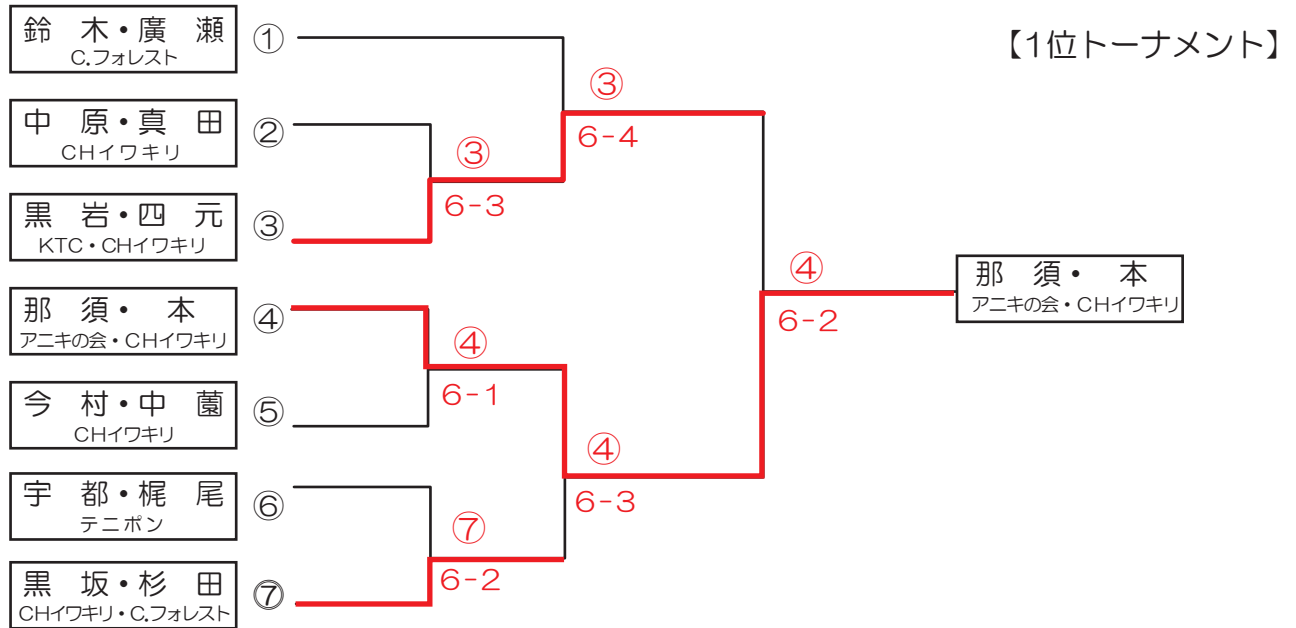 【1位トーナメント】
鈴　木・廣　瀬
C.フォレスト
①
中　原・真　田
CHイワキリ
②
黒　岩・四　元
KTC・CHイワキリ
③
那　須・　本
アニキの会・CHイワキリ
④
今　村・中　薗
CHイワキリ
⑤
宇　都・梶　尾
テニポン
⑥
黒　坂・杉　田
CHイワキリ・C.フォレスト
⑦
③
6-3
④
6-1
⑦
6-2
③
6-4
④
6-3
④
6-2
那　須・　本
アニキの会・CHイワキリ